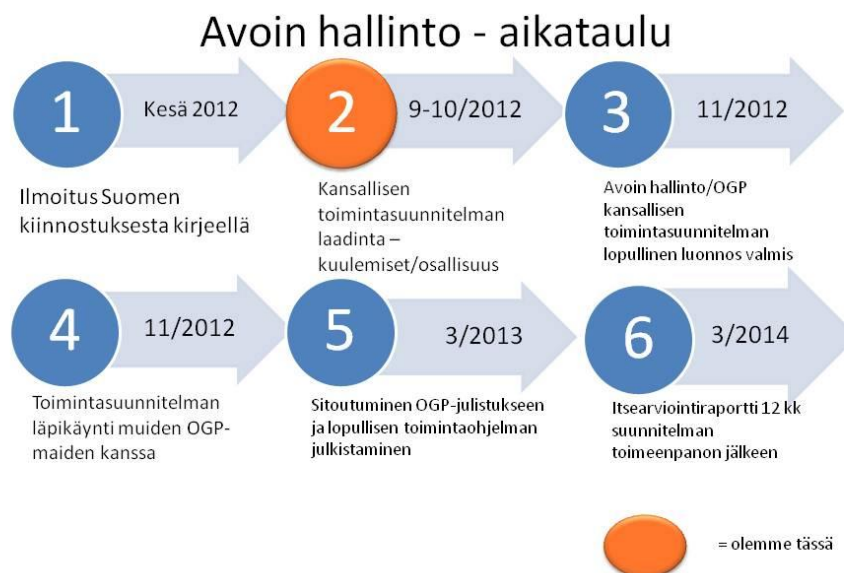 Avoin hallinto - aikataulu
1
Kesä 2012
Ilmoitus Suomen
kiinnostuksesta kirjeellä
2
9-10/2012
Kansallisen
toimintasuunnitelman
laadinta –
kuulemiset/osallisuus
3
11/2012
Avoin hallinto/OGP
kansallisen
toimintasuunnitelman
lopullinen luonnos valmis
4
11/2012
Toimintasuunnitelman
läpikäynti muiden OGP-
maiden kanssa
5
3/2013
Sitoutuminen OGP-julistukseen
ja lopullisen toimintaohjelman
julkistaminen
6
3/2014
Itsearviointiraportti 12 kk
suunnitelman
toimeenpanon jälkeen
= olemme tässä